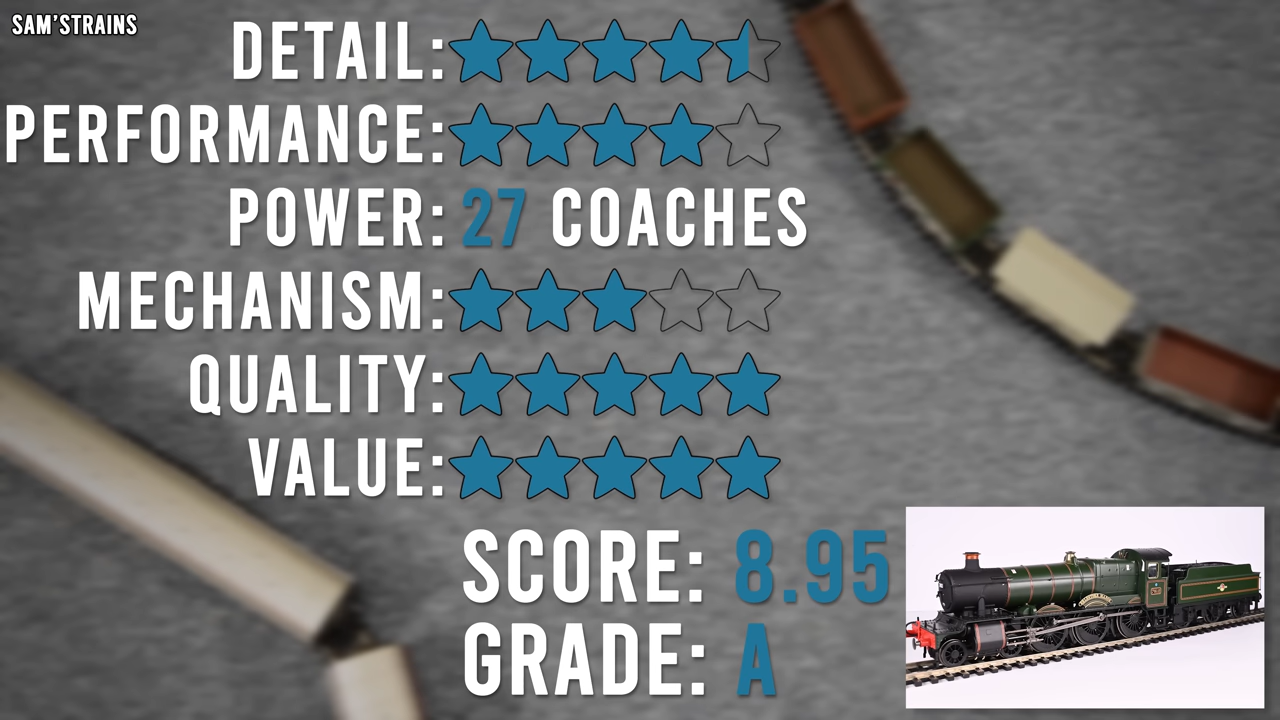 SAM'STRAINS
DETAIL:
PERFORMANCE:
POWER: 27 COACHES
MECHANISM:
QUALITY:
VALUE:
SCORE: 8.95
GRADE: A